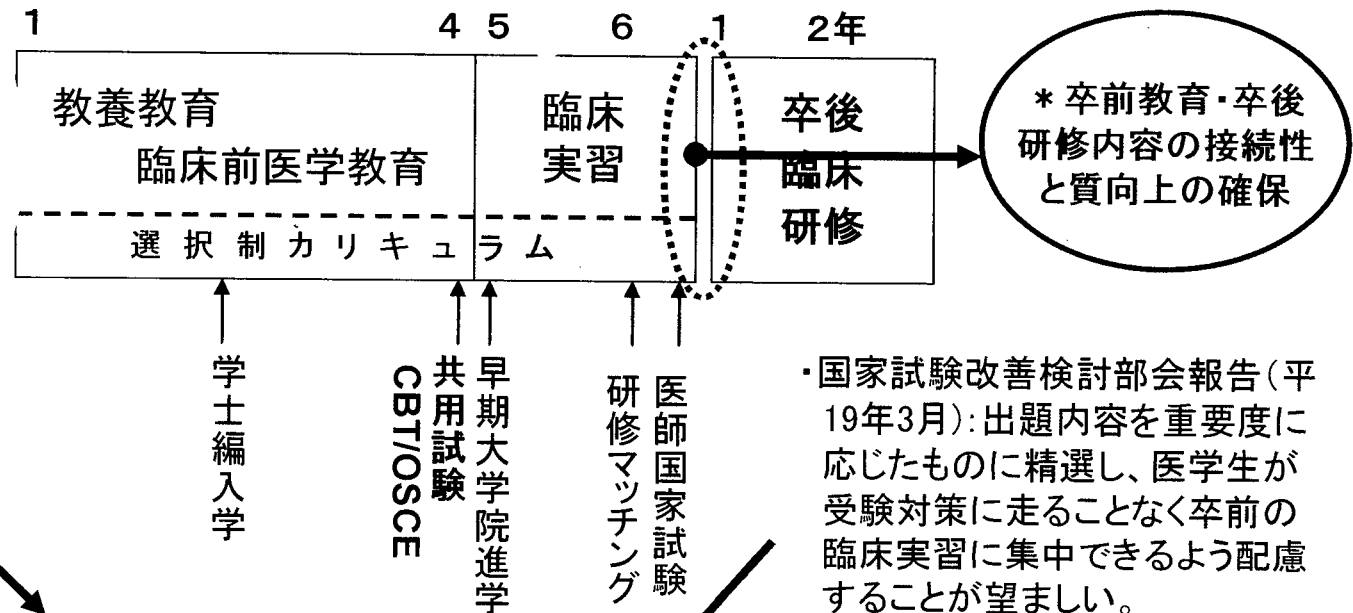 1 4 5 6 1 2年
教養教育
臨床前医学教育
臨床
実習
卒後
臨床
研修
選択制カリキュラム
*卒前教育・卒後
研修内容の接続性
と質向上の確保
学士編入学
共用試験
CBT/OSCE
早期大学院進学
研修マッチング
医師国家試験
・国家試験改善検討部会報告(平
19年3月):出題内容を重要度に
応じたものに精選し、医学生が
受験対策に走ることなく卒前の
臨床実習に集中できるよう配慮
することが望ましい。